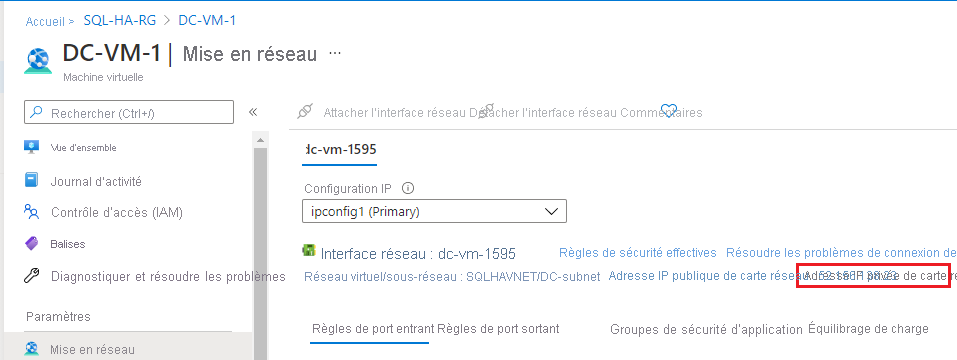 Accueil > SQL-HA-RG > DC-VM-1
DC-VM-1 | Mise en réseau ...
Machine virtuelle
Rechercher (Ctrl+/)
«
Attacher l'interface réseau Détacher l'interface réseau Commentaires
Vue d'ensemble
dc-vm-1595
Journal d'activité
Configuration IP
Contrôle d'accès (IAM)
ipconfig1 (Primary)
Balises
Interface réseau : dc-vm-1595 Règles de sécurité effectives Résoudre les problèmes de connexion de
Diagnostiquer et résoudre les problèmes
Réseau virtuel/sous-réseau : SQLHAVNET/DC-subnet Adresse IP publique de carte réseau Adresse IP privée de carte
Paramètres
Règles de port entrant Règles de port sortant Groupes de sécurité d'application Équilibrage de charge
Mise en réseau